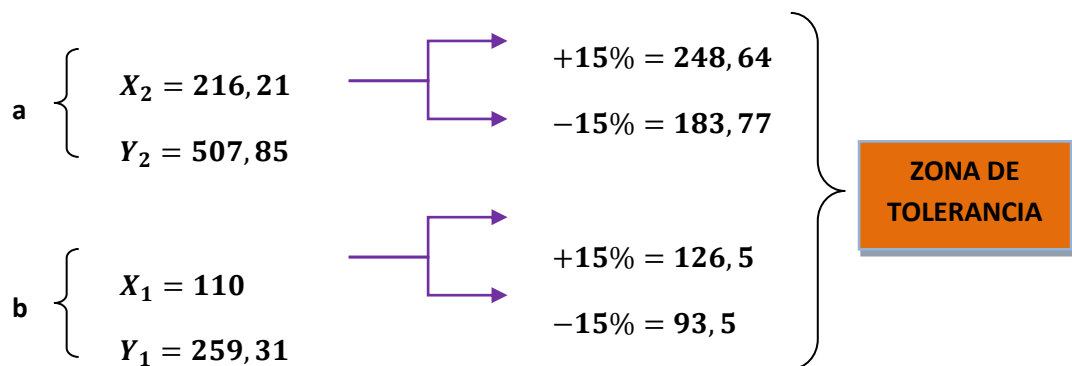 a
X₂ = 216,21
Y₂ = 507,85
+15% = 248,64
−15% = 183,77
b
X₁ = 110
Y₁ = 259,31
+15% = 126,5
−15% = 93,5
ZONA DE
TOLERANCIA